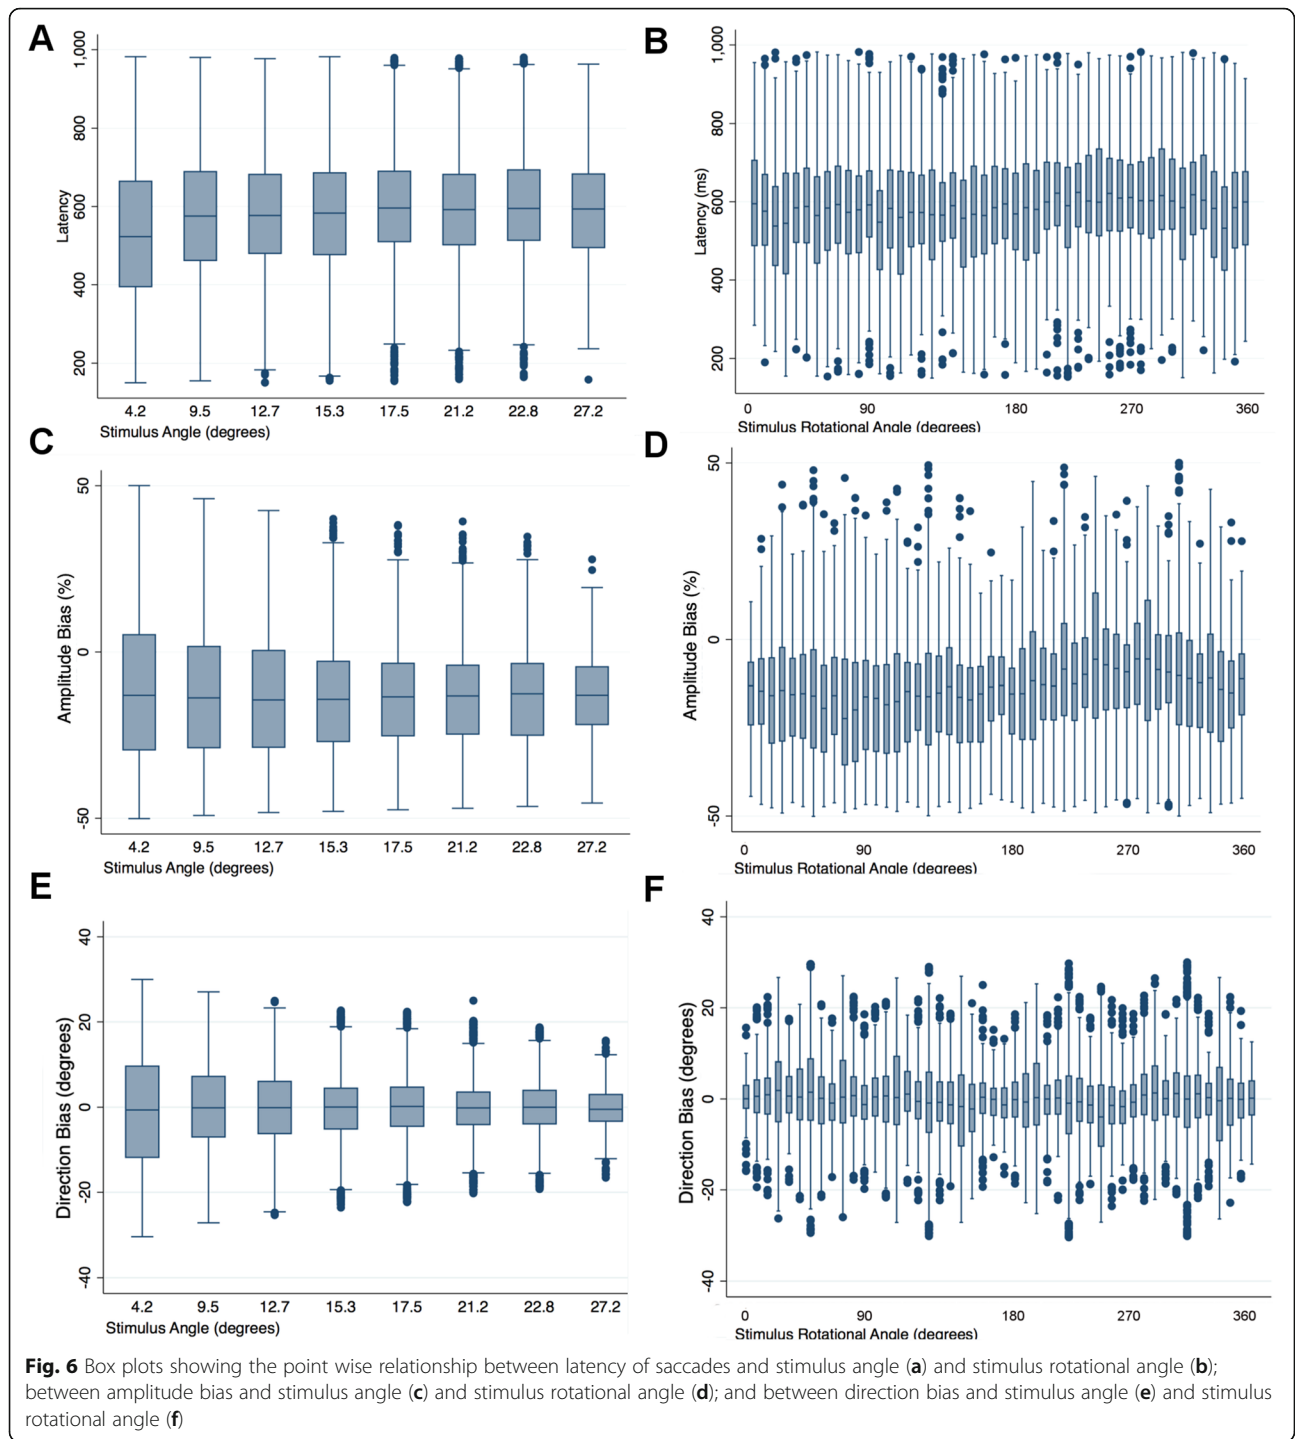 A
1,000
800
600
400
200
Latency
4.2 9.5 12.7 15.3 17.5 21.2 22.8 27.2
Stimulus Angle (degrees)
B
1,000
800
600
400
200
Latency (ms)
0 90 180 270 360
Stimulus Rotational Angle (degrees)
C
50
0
-50
Amplitude Bias (%)
4.2 9.5 12.7 15.3 17.5 21.2 22.8 27.2
Stimulus Angle (degrees)
D
50
0
-50
Amplitude Bias (%)
0 90 180 270 360
Stimulus Rotational Angle (degrees)
E
40
20
0
-20
-40
Direction Bias (degrees)
4.2 9.5 12.7 15.3 17.5 21.2 22.8 27.2
Stimulus Angle (degrees)
F
40
20
0
-20
-40
Direction Bias (degrees)
0 90 180 270 360
Stimulus Rotational Angle (degrees)
Fig. 6 Box plots showing the point wise relationship between latency of saccades and stimulus angle (a) and stimulus rotational angle (b);
between amplitude bias and stimulus angle (c) and stimulus rotational angle (d); and between direction bias and stimulus angle (e) and stimulus
rotational angle (f)